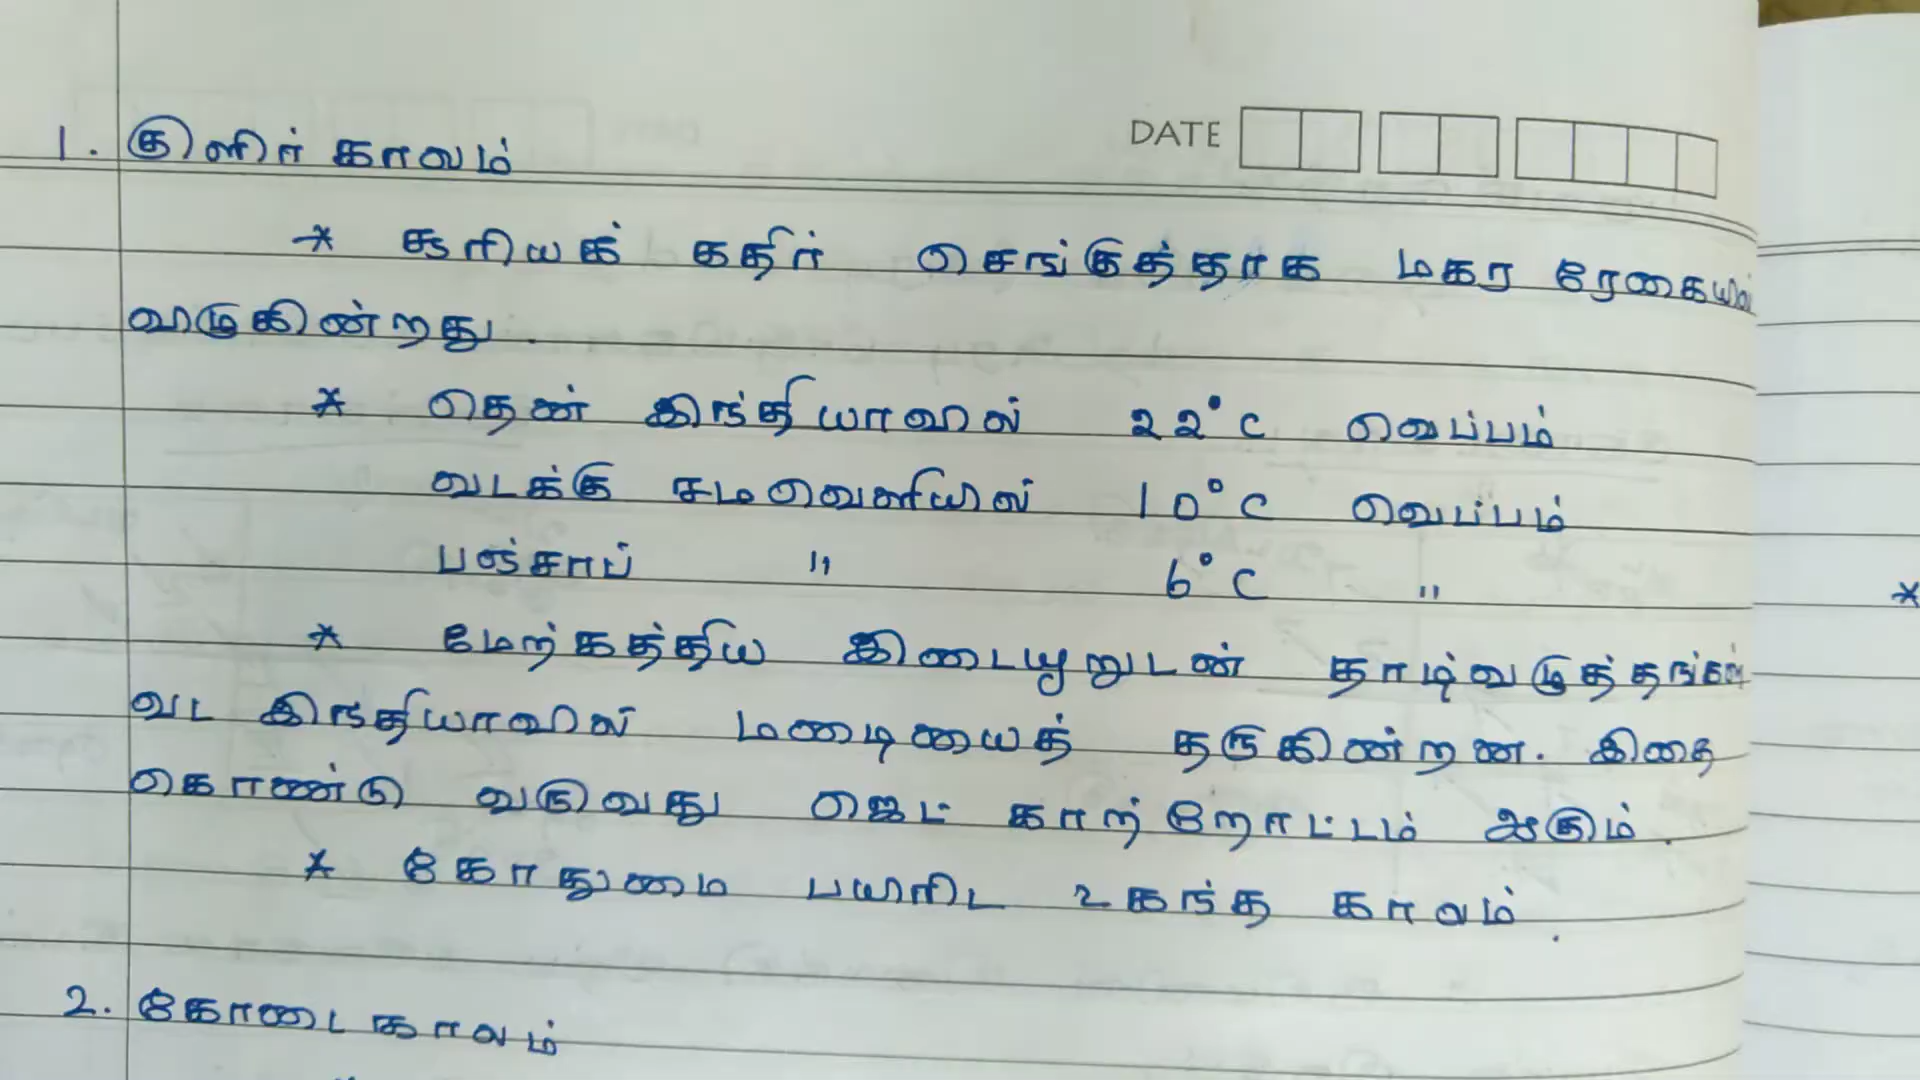 DATE
1. குளிர் காலம்
* சூரியக் கதிர் செங்குத்தாக மகர ரேகையில்
விழுகின்றது.
* தென் இந்தியாவில் 22°C வெப்பம்
வடக்கு சமவெளியில் 10°C வெப்பம்
பஞ்சாப் " 6°C "
* மேற்கத்திய இடையூறுடன் தாழ்வழுத்தங்கள்
*
வட இந்தியாவில் மழையைத் தருகின்றன. இதை
கொண்டு வருவது ஜெட் காற்றோட்டம் ஆகும்.
* கோதுமை பயிரிட உகந்த காலம்.
2. கோடை காலம்